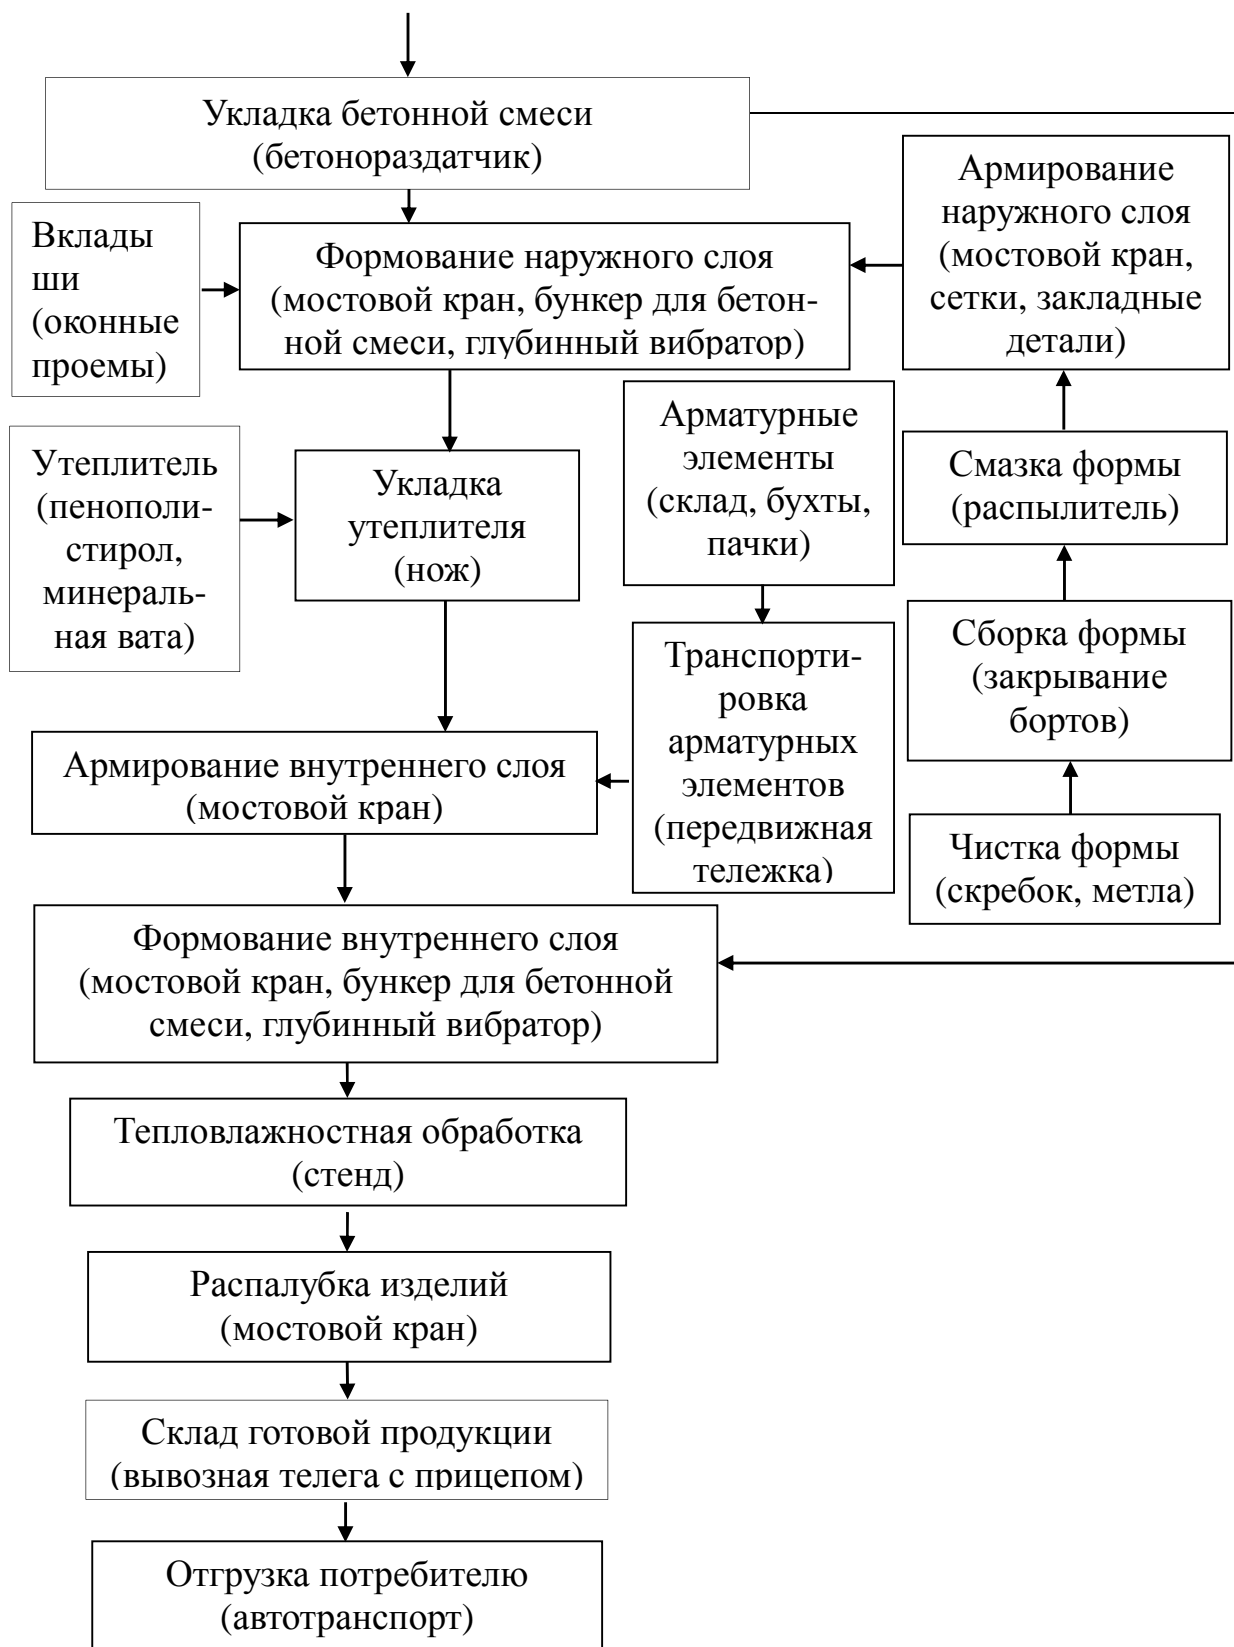 Укладка бетонной смеси
(бетонораздатчик)
Вклады
ши
(оконные
проемы)
Формование наружного слоя
(мостовой кран, бункер для бетон-
ной смеси, глубинный вибратор)
Армирование
наружного слоя
(мостовой кран,
сетки, закладные
детали)
Утеплитель
(пенополи-
стирол,
минераль-
ная вата)
Укладка
утеплителя
(нож)
Арматурные
элементы
(склад, бухты,
пачки)
Смазка формы
(распылитель)
Транспорти-
ровка
арматурных
элементов
(передвижная
тележка)
Сборка формы
(закрывание
бортов)
Армирование внутреннего слоя
(мостовой кран)
Чистка формы
(скребок, метла)
Формование внутреннего слоя
(мостовой кран, бункер для бетонной
смеси, глубинный вибратор)
Тепловлажностная обработка
(стенд)
Распалубка изделий
(мостовой кран)
Склад готовой продукции
(вывозная телега с прицепом)
Отгрузка потребителю
(автотранспорт)